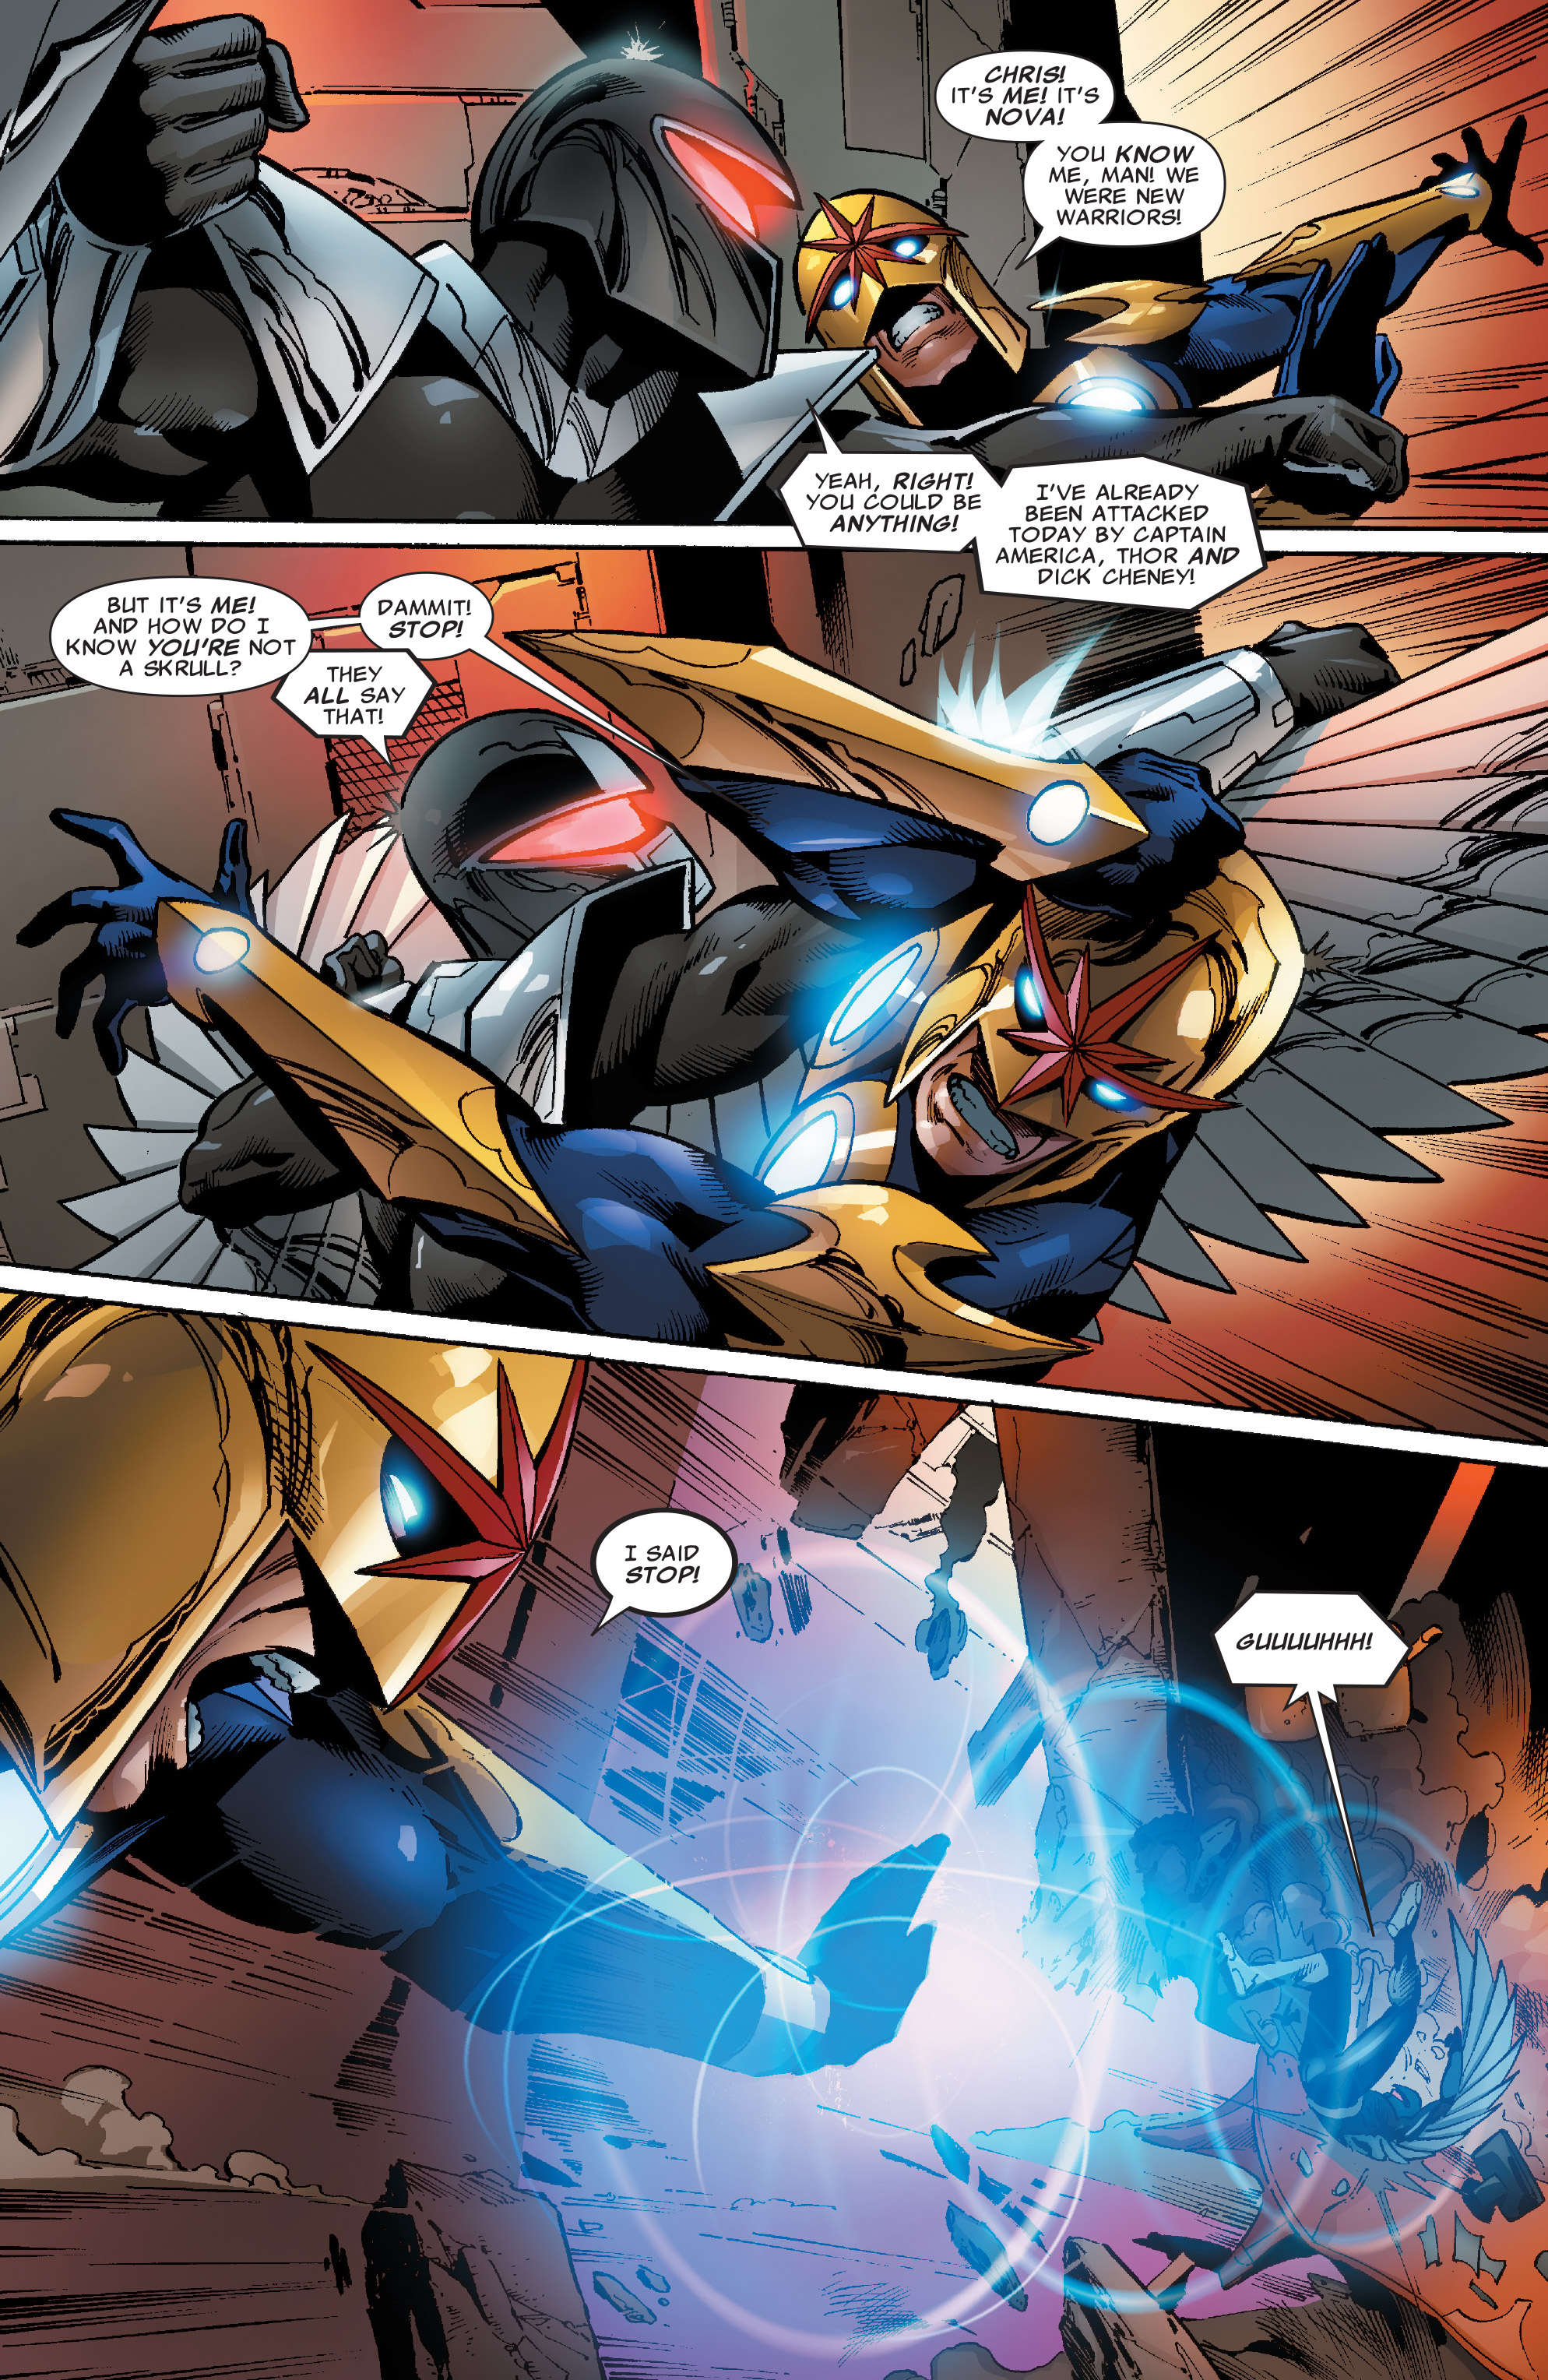 CHRIS!
IT'S ME! IT'S
NOVA!
YOU KNOW
ME, MAN! WE
WERE NEW
WARRIORS!
YEAH, RIGHT!
YOU COULD BE
ANYTHING!
I'VE ALREADY
BEEN ATTACKED
TODAY BY CAPTAIN
AMERICA, THOR AND
DICK CHENEY!
BUT IT'S ME!
AND HOW DO I
KNOW YOU'RE NOT
A SKRULL?
THEY
ALL SAY
THAT!
DAMMIT!
STOP!
I SAID
STOP!
GUUUUHHH!